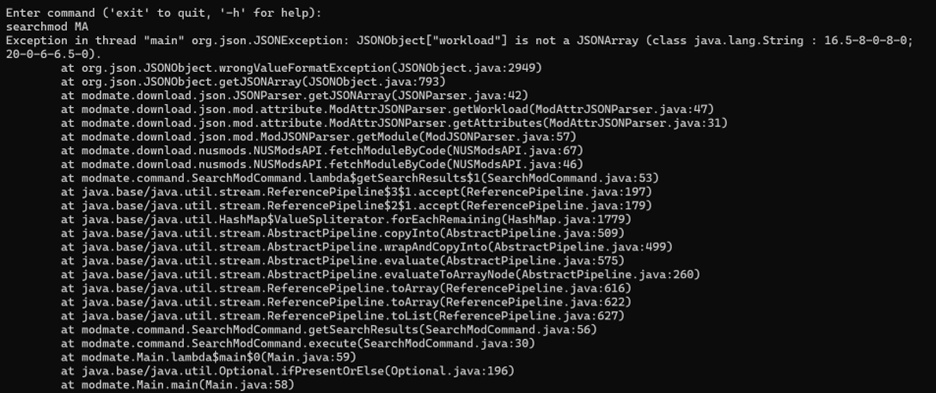 Enter command ('exit' to quit, '-h' for help):
searchmod MA
Exception in thread "main" org.json.JSONException: JSONObject["workload"] is not a JSONArray (class java.lang.String : 16.5-8-0-8-0;
20-0-6-6.5-0).
        at org.json.JSONObject.wrongValueFormatException(JSONObject.java:2949)
        at org.json.JSONObject.getJSONArray(JSONObject.java:793)
        at modmate.download.json.JSONParser.getJSONArray(JSONParser.java:42)
        at modmate.download.json.mod.attribute.ModAttrJSONParser.getWorkload(ModAttrJSONParser.java:47)
        at modmate.download.json.mod.attribute.ModAttrJSONParser.getAttributes(ModAttrJSONParser.java:31)
        at modmate.download.json.mod.ModJSONParser.getModule(ModJSONParser.java:57)
        at modmate.download.nusmods.NUSModsAPI.fetchModuleByCode(NUSModsAPI.java:67)
        at modmate.download.nusmods.NUSModsAPI.fetchModuleByCode(NUSModsAPI.java:46)
        at modmate.command.SearchModCommand.lambda$getSearchResults$1(SearchModCommand.java:53)
        at java.base/java.util.stream.ReferencePipeline$3$1.accept(ReferencePipeline.java:197)
        at java.base/java.util.stream.ReferencePipeline$2$1.accept(ReferencePipeline.java:179)
        at java.base/java.util.HashMap$ValueSpliterator.forEachRemaining(HashMap.java:1779)
        at java.base/java.util.stream.AbstractPipeline.copyInto(AbstractPipeline.java:509)
        at java.base/java.util.stream.AbstractPipeline.wrapAndCopyInto(AbstractPipeline.java:499)
        at java.base/java.util.stream.AbstractPipeline.evaluate(AbstractPipeline.java:575)
        at java.base/java.util.stream.AbstractPipeline.evaluateToArrayNode(AbstractPipeline.java:260)
        at java.base/java.util.stream.ReferencePipeline.toArray(ReferencePipeline.java:616)
        at java.base/java.util.stream.ReferencePipeline.toArray(ReferencePipeline.java:622)
        at java.base/java.util.stream.ReferencePipeline.toList(ReferencePipeline.java:627)
        at modmate.command.SearchModCommand.getSearchResults(SearchModCommand.java:56)
        at modmate.command.SearchModCommand.execute(SearchModCommand.java:30)
        at modmate.Main.lambda$main$0(Main.java:59)
        at java.base/java.util.Optional.ifPresentOrElse(Optional.java:196)
        at modmate.Main.main(Main.java:58)